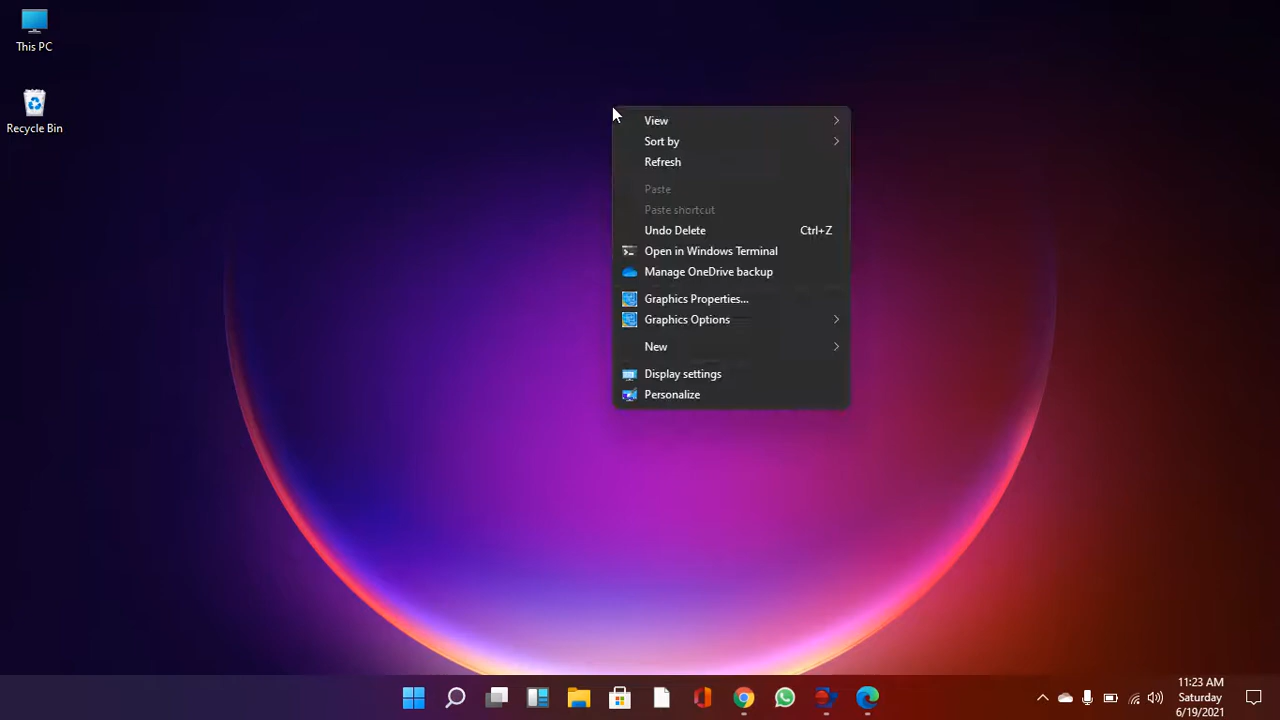 This PC
Recycle Bin
View
Sort by
Refresh
Paste
Paste shortcut
Undo Delete Ctrl+Z
Open in Windows Terminal
Manage OneDrive backup
Graphics Properties...
Graphics Options
New
Display settings
Personalize
11:23 AM
Saturday
6/19/2021